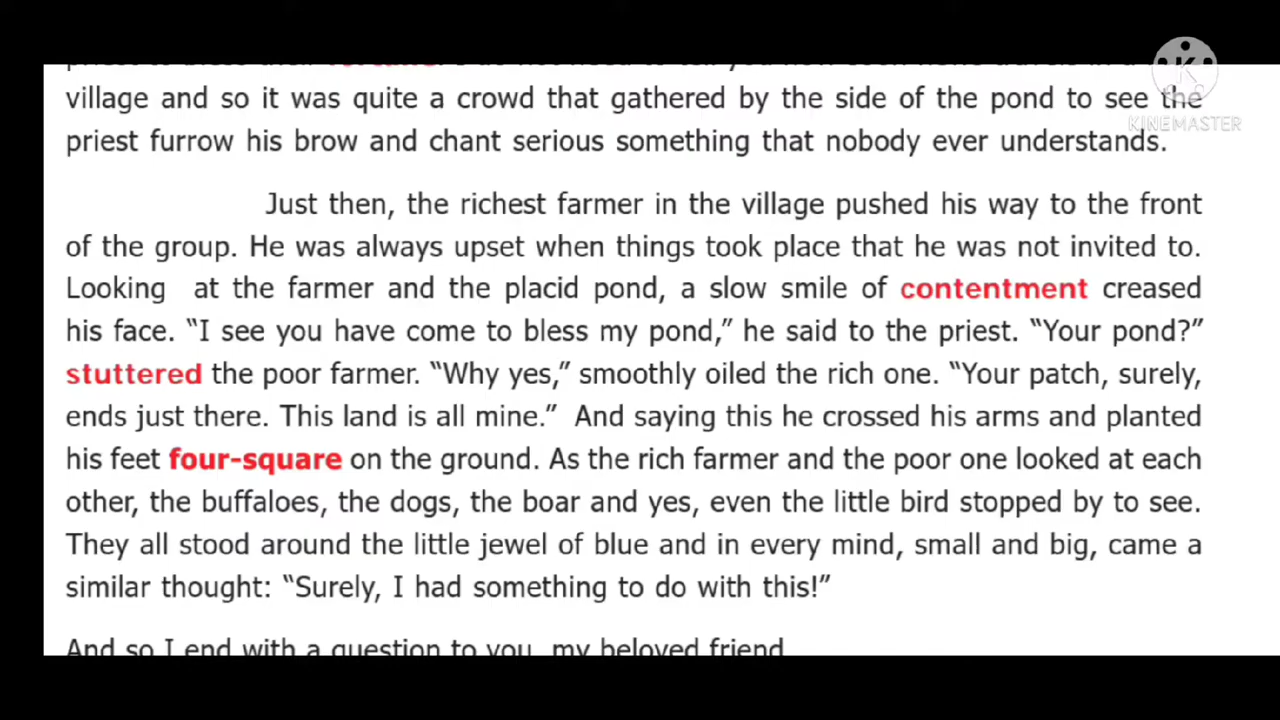 KINEMASTER
village and so it was quite a crowd that gathered by the side of the pond to see the
priest furrow his brow and chant serious something that nobody ever understands.
Just then, the richest farmer in the village pushed his way to the front
of the group. He was always upset when things took place that he was not invited to.
Looking at the farmer and the placid pond, a slow smile of contentment creased
his face. “I see you have come to bless my pond,” he said to the priest. “Your pond?”
stuttered the poor farmer. “Why yes,” smoothly oiled the rich one. “Your patch, surely,
ends just there. This land is all mine.” And saying this he crossed his arms and planted
his feet four-square on the ground. As the rich farmer and the poor one looked at each
other, the buffaloes, the dogs, the boar and yes, even the little bird stopped by to see.
They all stood around the little jewel of blue and in every mind, small and big, came a
similar thought: “Surely, I had something to do with this!”
And so I end with a question to you, my beloved friend